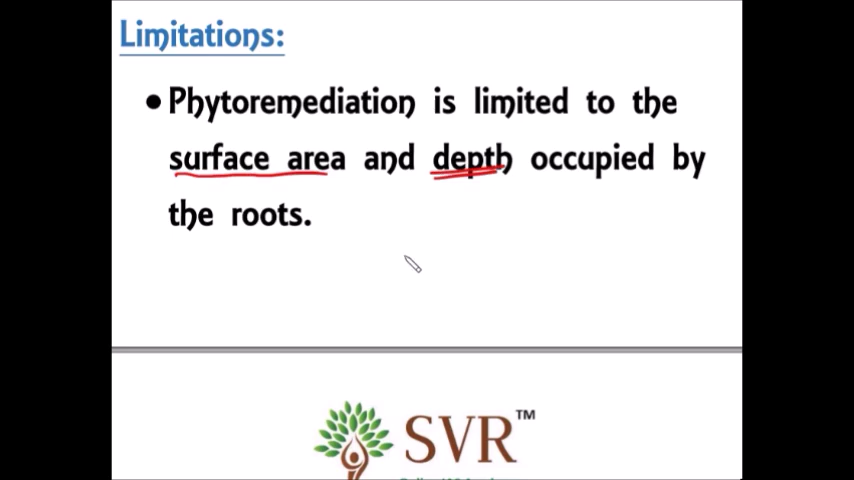 Limitations:
• Phytoremediation is limited to the
surface area and depth occupied by
the roots.
SVR™